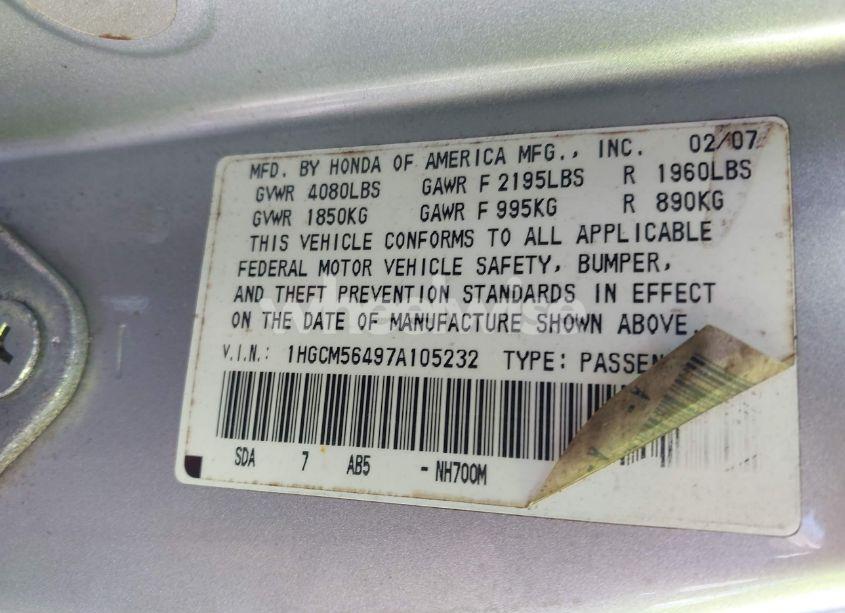 MFD. BY HONDA OF AMERICA MFG., INC. 02/07
GVWR 4080LBS GAWR F 2195LBS R 1960LBS
GVWR 1850KG GAWR F 995KG R 890KG
THIS VEHICLE CONFORMS TO ALL APPLICABLE
FEDERAL MOTOR VEHICLE SAFETY, BUMPER,
AND THEFT PREVENTION STANDARDS IN EFFECT
ON THE DATE OF MANUFACTURE SHOWN ABOVE.
V.I.N.: 1HGCM56497A105232 TYPE: PASSEN
SDA 7 AB5 -NH700M